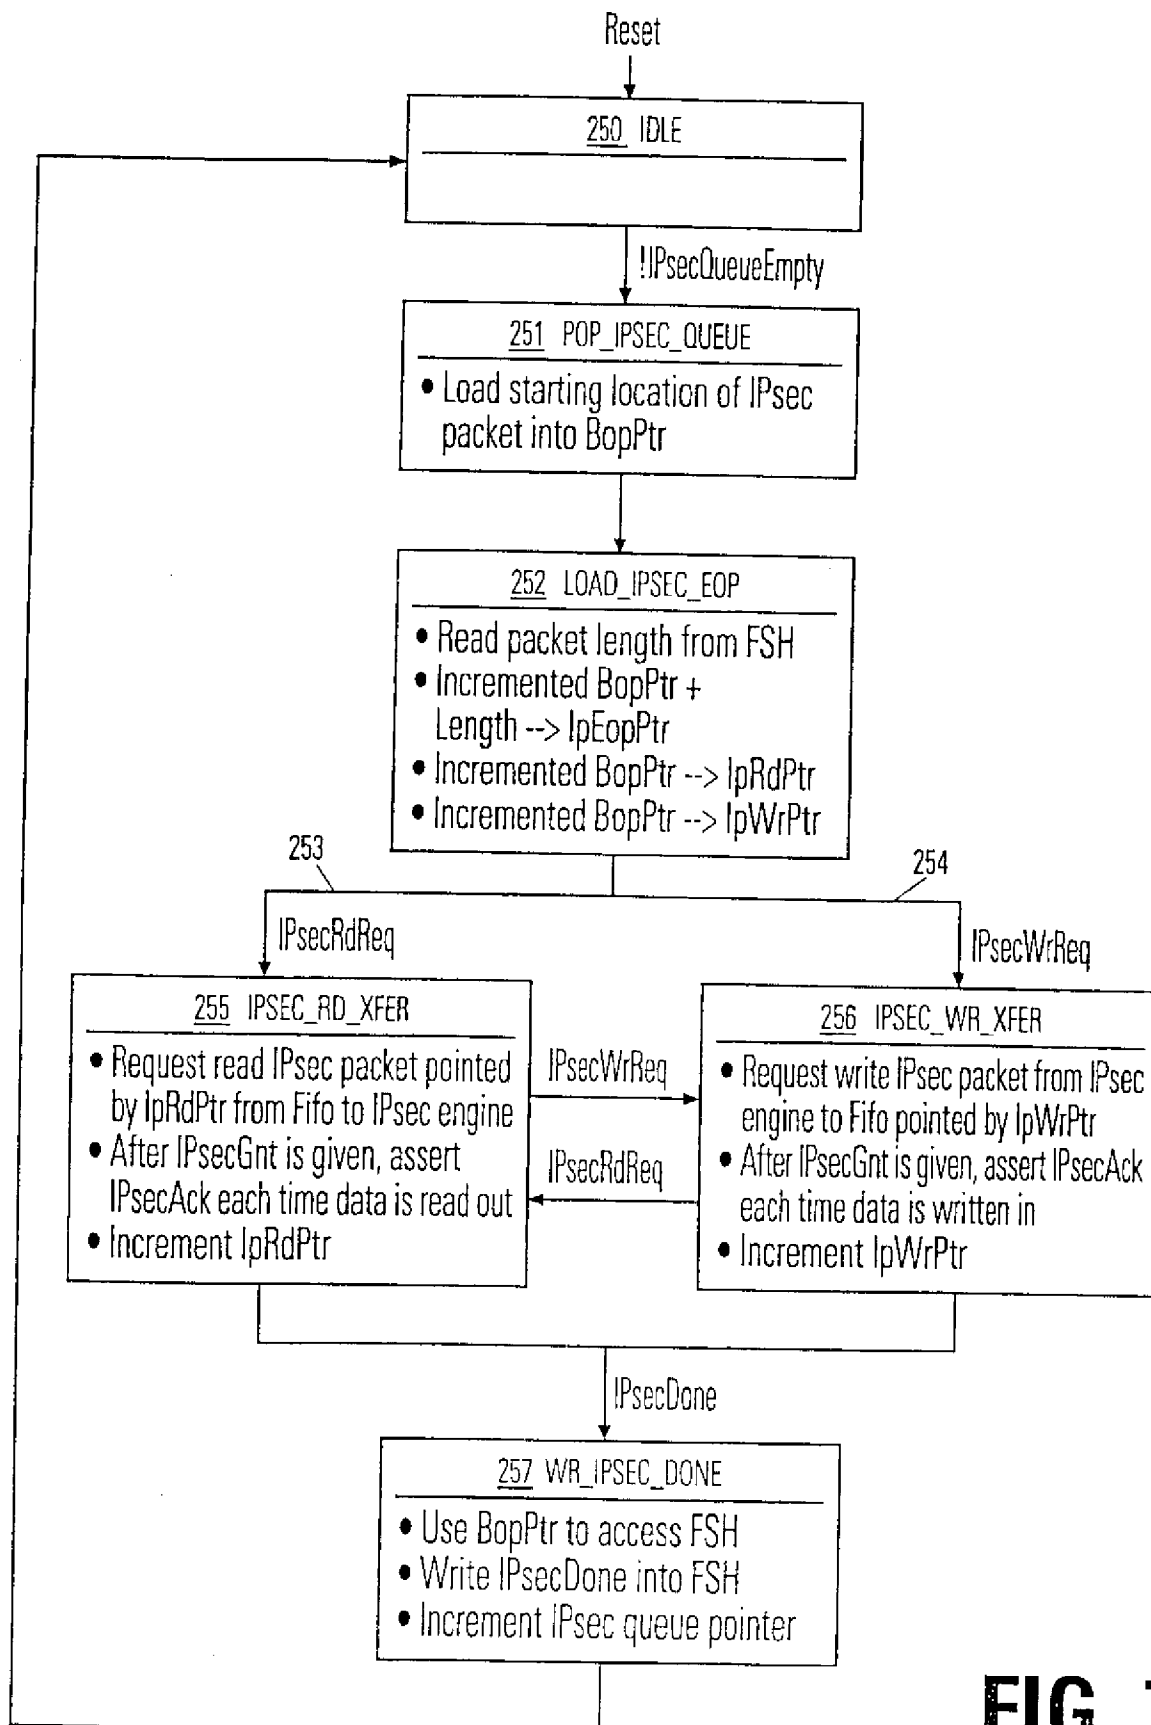 Reset
250 IDLE
!IPsecQueueEmpty
251 POP_IPSEC_QUEUE
• Load starting location of IPsec
packet into BopPtr
252 LOAD_IPSEC_EOP
• Read packet length from FSH
• Incremented BopPtr +
Length --> IpEopPtr
• Incremented BopPtr --> IpRdPtr
• Incremented BopPtr --> IpWrPtr
253
254
IPsecRdReq
IPsecWrReq
255 IPSEC_RD_XFER
• Request read IPsec packet pointed
by IpRdPtr from Fifo to IPsec engine
• After IPsecGnt is given, assert
IPsecAck each time data is read out
• Increment IpRdPtr
IPsecWrReq
IPsecRdReq
256 IPSEC_WR_XFER
• Request write IPsec packet from IPsec
engine to Fifo pointed by IpWrPtr
• After IPsecGnt is given, assert IPsecAck
each time data is written in
• Increment IpWrPtr
IPsecDone
257 WR_IPSEC_DONE
• Use BopPtr to access FSH
• Write IPsecDone into FSH
• Increment IPsec queue pointer
FIG.